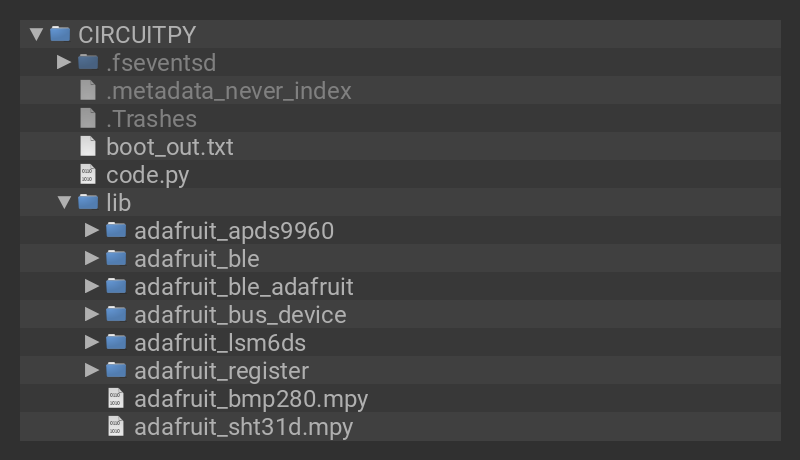 CIRCUITPY
.fseventsd
.metadata_never_index
.Trashes
boot_out.txt
code.py
lib
adafruit_apds9960
adafruit_ble
adafruit_ble_adafruit
adafruit_bus_device
adafruit_lsm6ds
adafruit_register
adafruit_bmp280.mpy
adafruit_sht31d.mpy